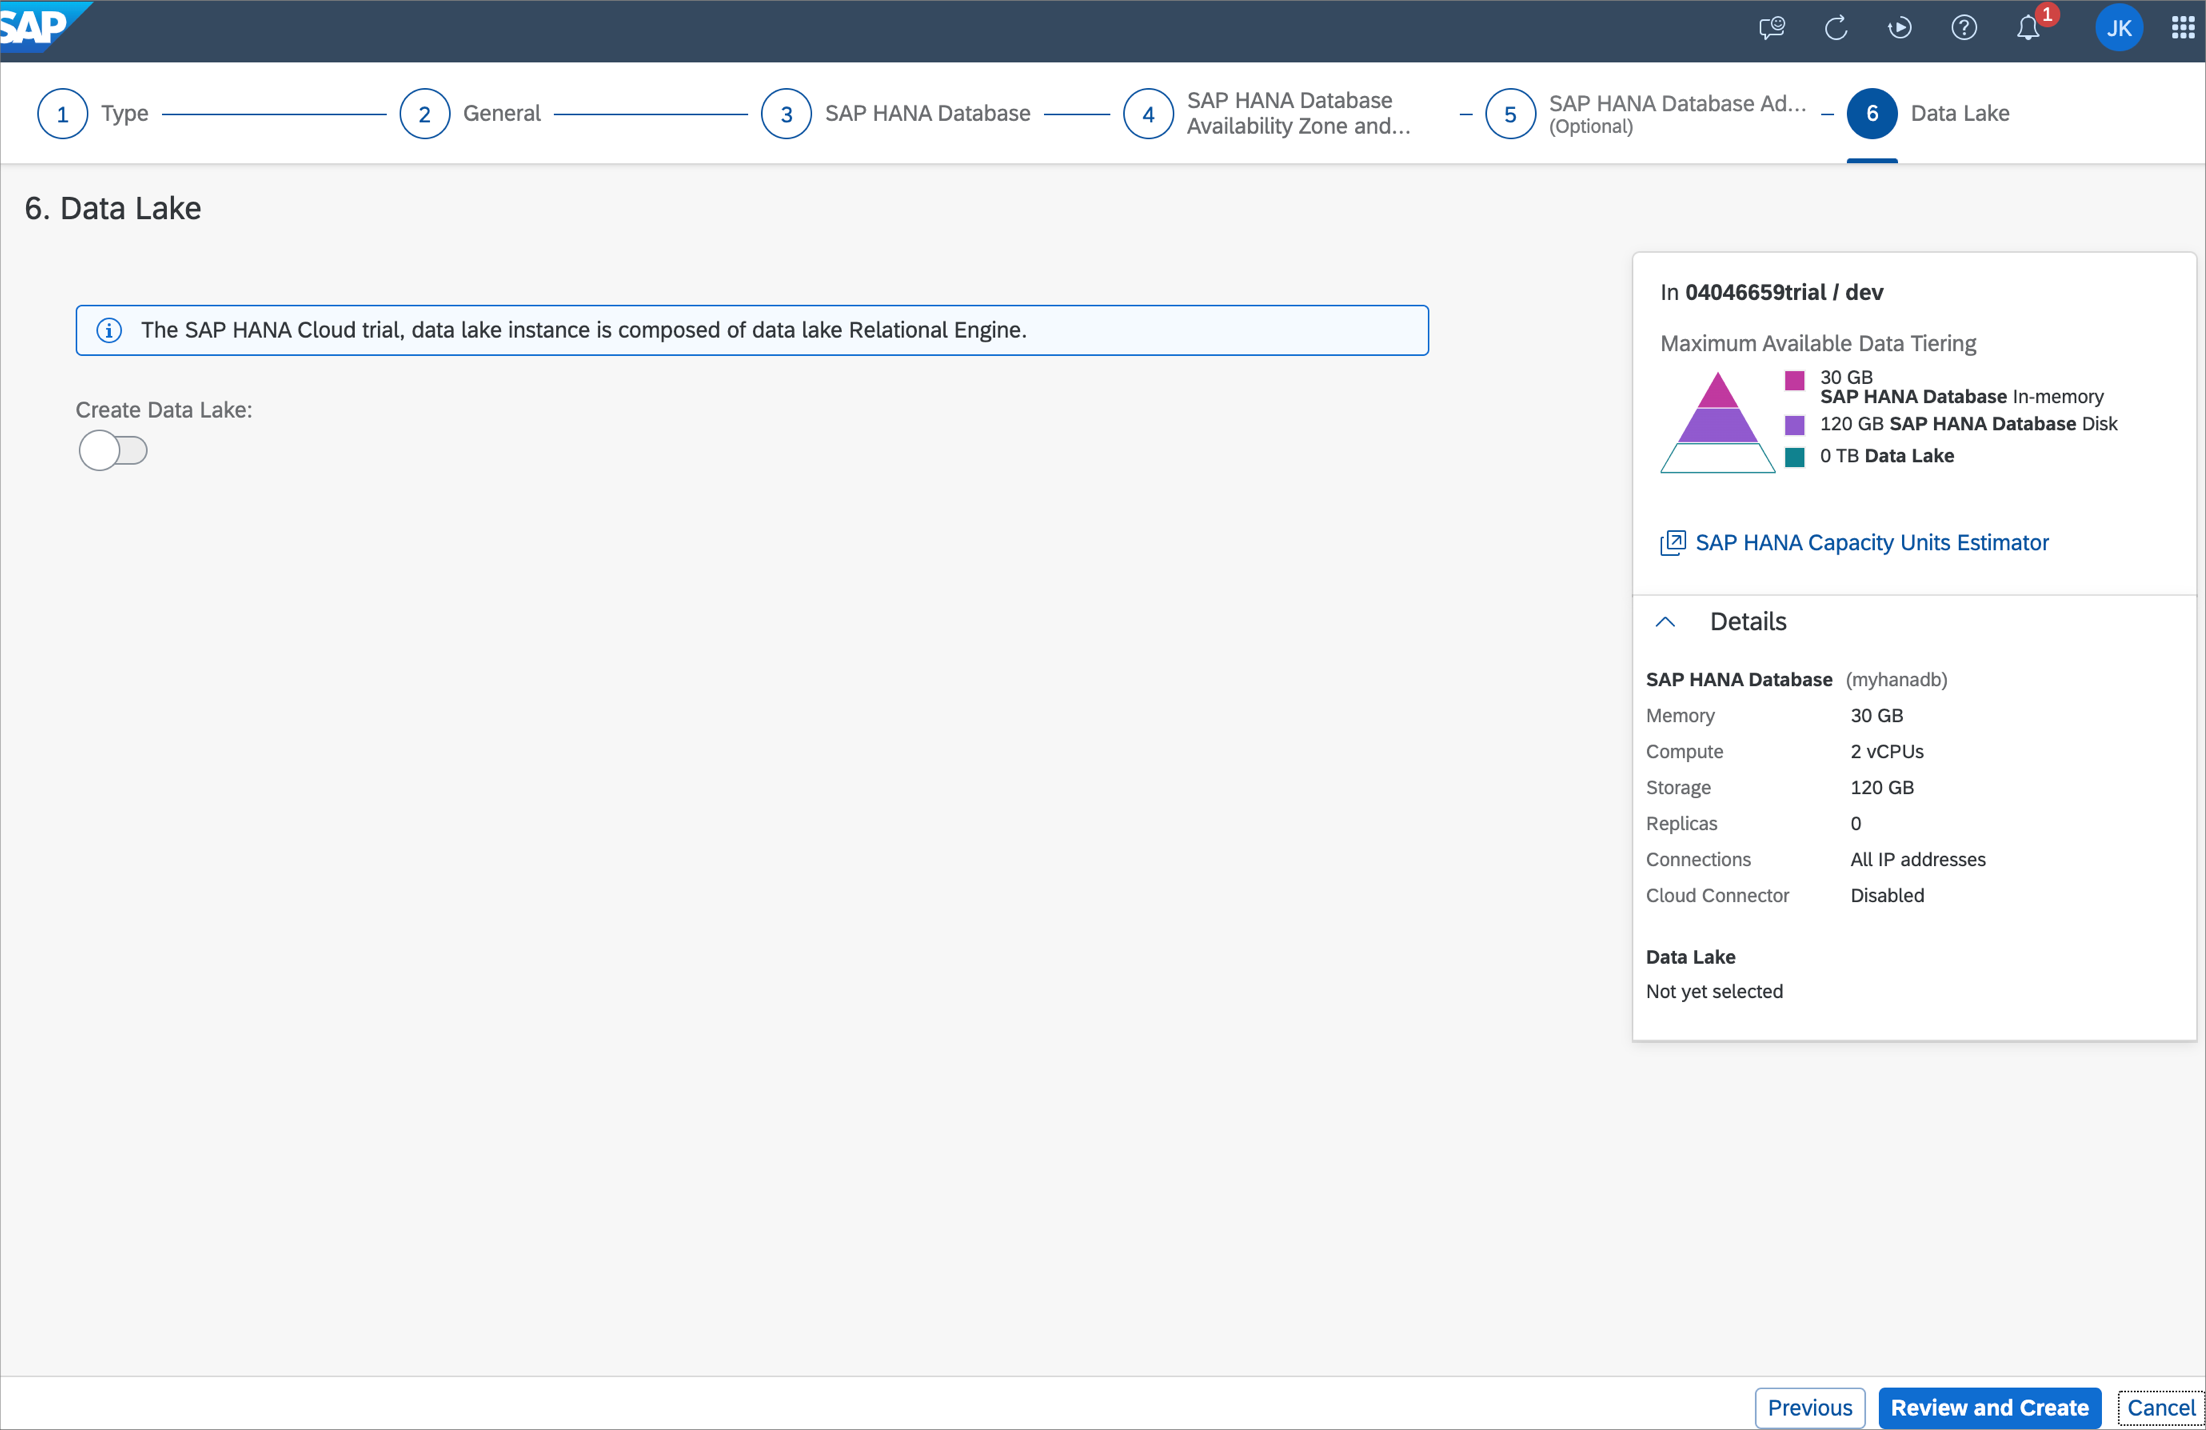 SAP
1
JK
1 Type
2 General
3 SAP HANA Database
4 SAP HANA Database
Availability Zone and...
5 SAP HANA Database Ad...
(Optional)
6 Data Lake
6. Data Lake
The SAP HANA Cloud trial, data lake instance is composed of data lake Relational Engine.
Create Data Lake:
In 04046659trial / dev
Maximum Available Data Tiering
30 GB
SAP HANA Database In-memory
120 GB SAP HANA Database Disk
0 TB Data Lake
SAP HANA Capacity Units Estimator
Details
SAP HANA Database (myhanadb)
Memory 30 GB
Compute 2 vCPUs
Storage 120 GB
Replicas 0
Connections All IP addresses
Cloud Connector Disabled
Data Lake
Not yet selected
Previous Review and Create Cancel